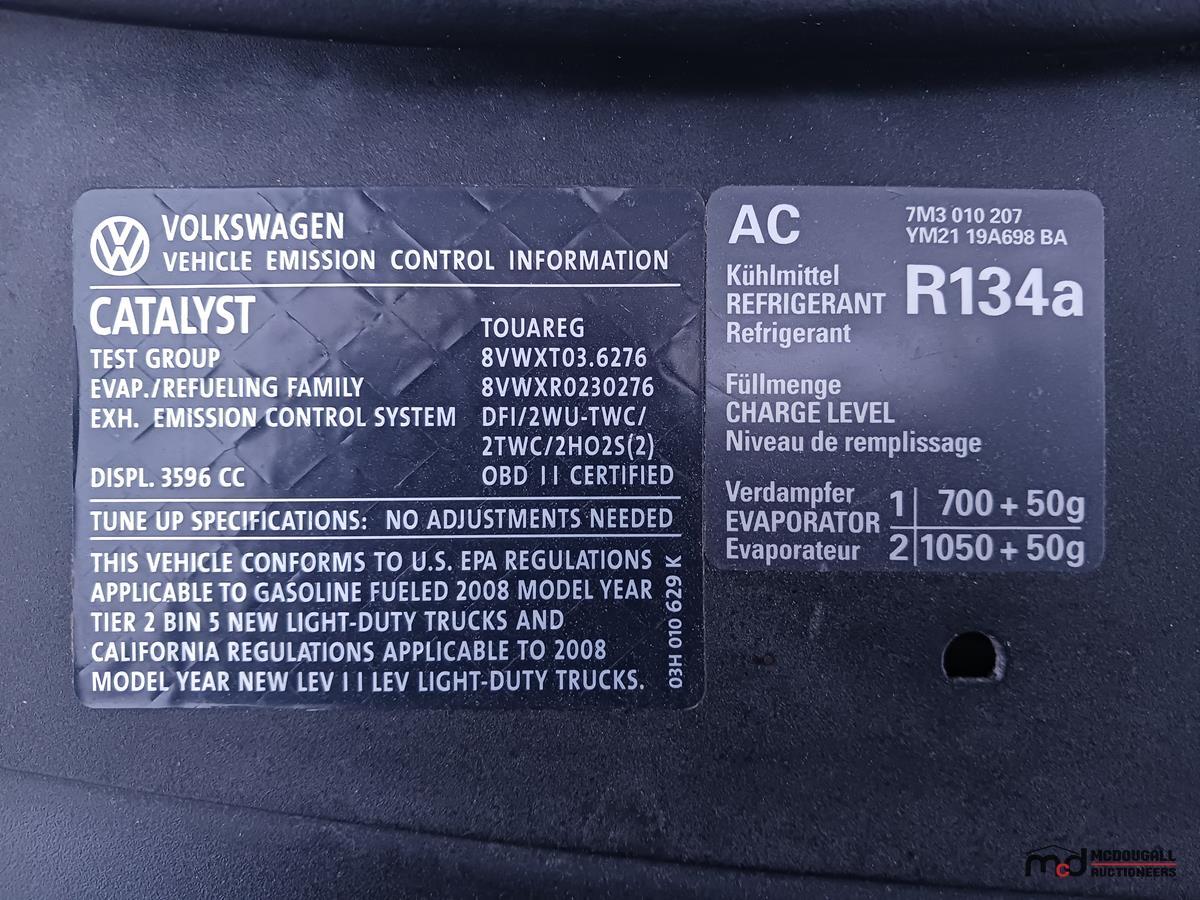 VOLKSWAGEN
VEHICLE EMISSION CONTROL INFORMATION
CATALYST
TOUAREG
TEST GROUP 8VWXT03.6276
EVAP./REFUELING FAMILY 8VWXR0230276
EXH. EMISSION CONTROL SYSTEM DFI/2WU-TWC/
2TWC/2HO2S(2)
DISPL. 3596 CC OBD II CERTIFIED
TUNE UP SPECIFICATIONS: NO ADJUSTMENTS NEEDED
THIS VEHICLE CONFORMS TO U.S. EPA REGULATIONS
APPLICABLE TO GASOLINE FUELED 2008 MODEL YEAR
TIER 2 BIN 5 NEW LIGHT-DUTY TRUCKS AND
CALIFORNIA REGULATIONS APPLICABLE TO 2008
MODEL YEAR NEW LEV II LEV LIGHT-DUTY TRUCKS.
03H 010 629 K
AC
7M3 010 207
YM21 19A698 BA
Kühlmittel
REFRIGERANT
Refrigerant
R134a
Füllmenge
CHARGE LEVEL
Niveau de remplissage
Verdampfer
EVAPORATOR
Evaporateur
1 700 + 50g
2 1050 + 50g
mcd
MCDOUGALL
AUCTIONEERS